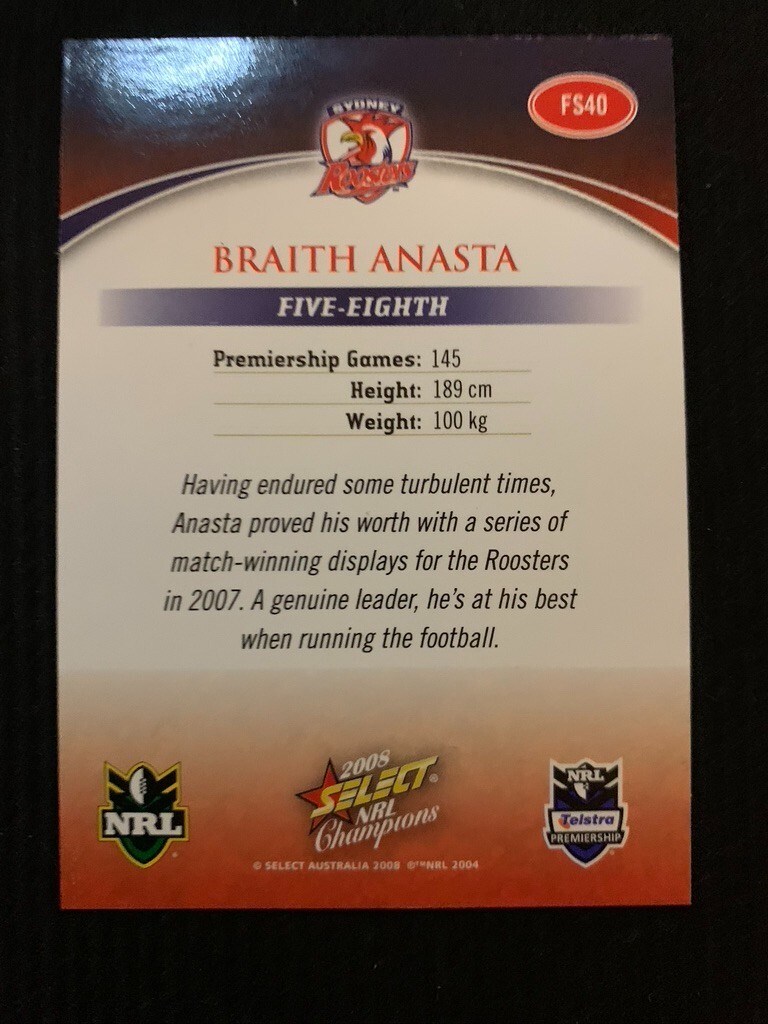 SYDNEY
Roosters
FS40
BRAITH ANASTA
FIVE-EIGHTH
Premiership Games: 145
Height: 189 cm
Weight: 100 kg
Having endured some turbulent times,
Anasta proved his worth with a series of
match-winning displays for the Roosters
in 2007. A genuine leader, he's at his best
when running the football.
NRL
2008
SELECT®
NRL
Champions
NRL
Telstra
PREMIERSHIP
© SELECT AUSTRALIA 2008 ©™NRL 2004